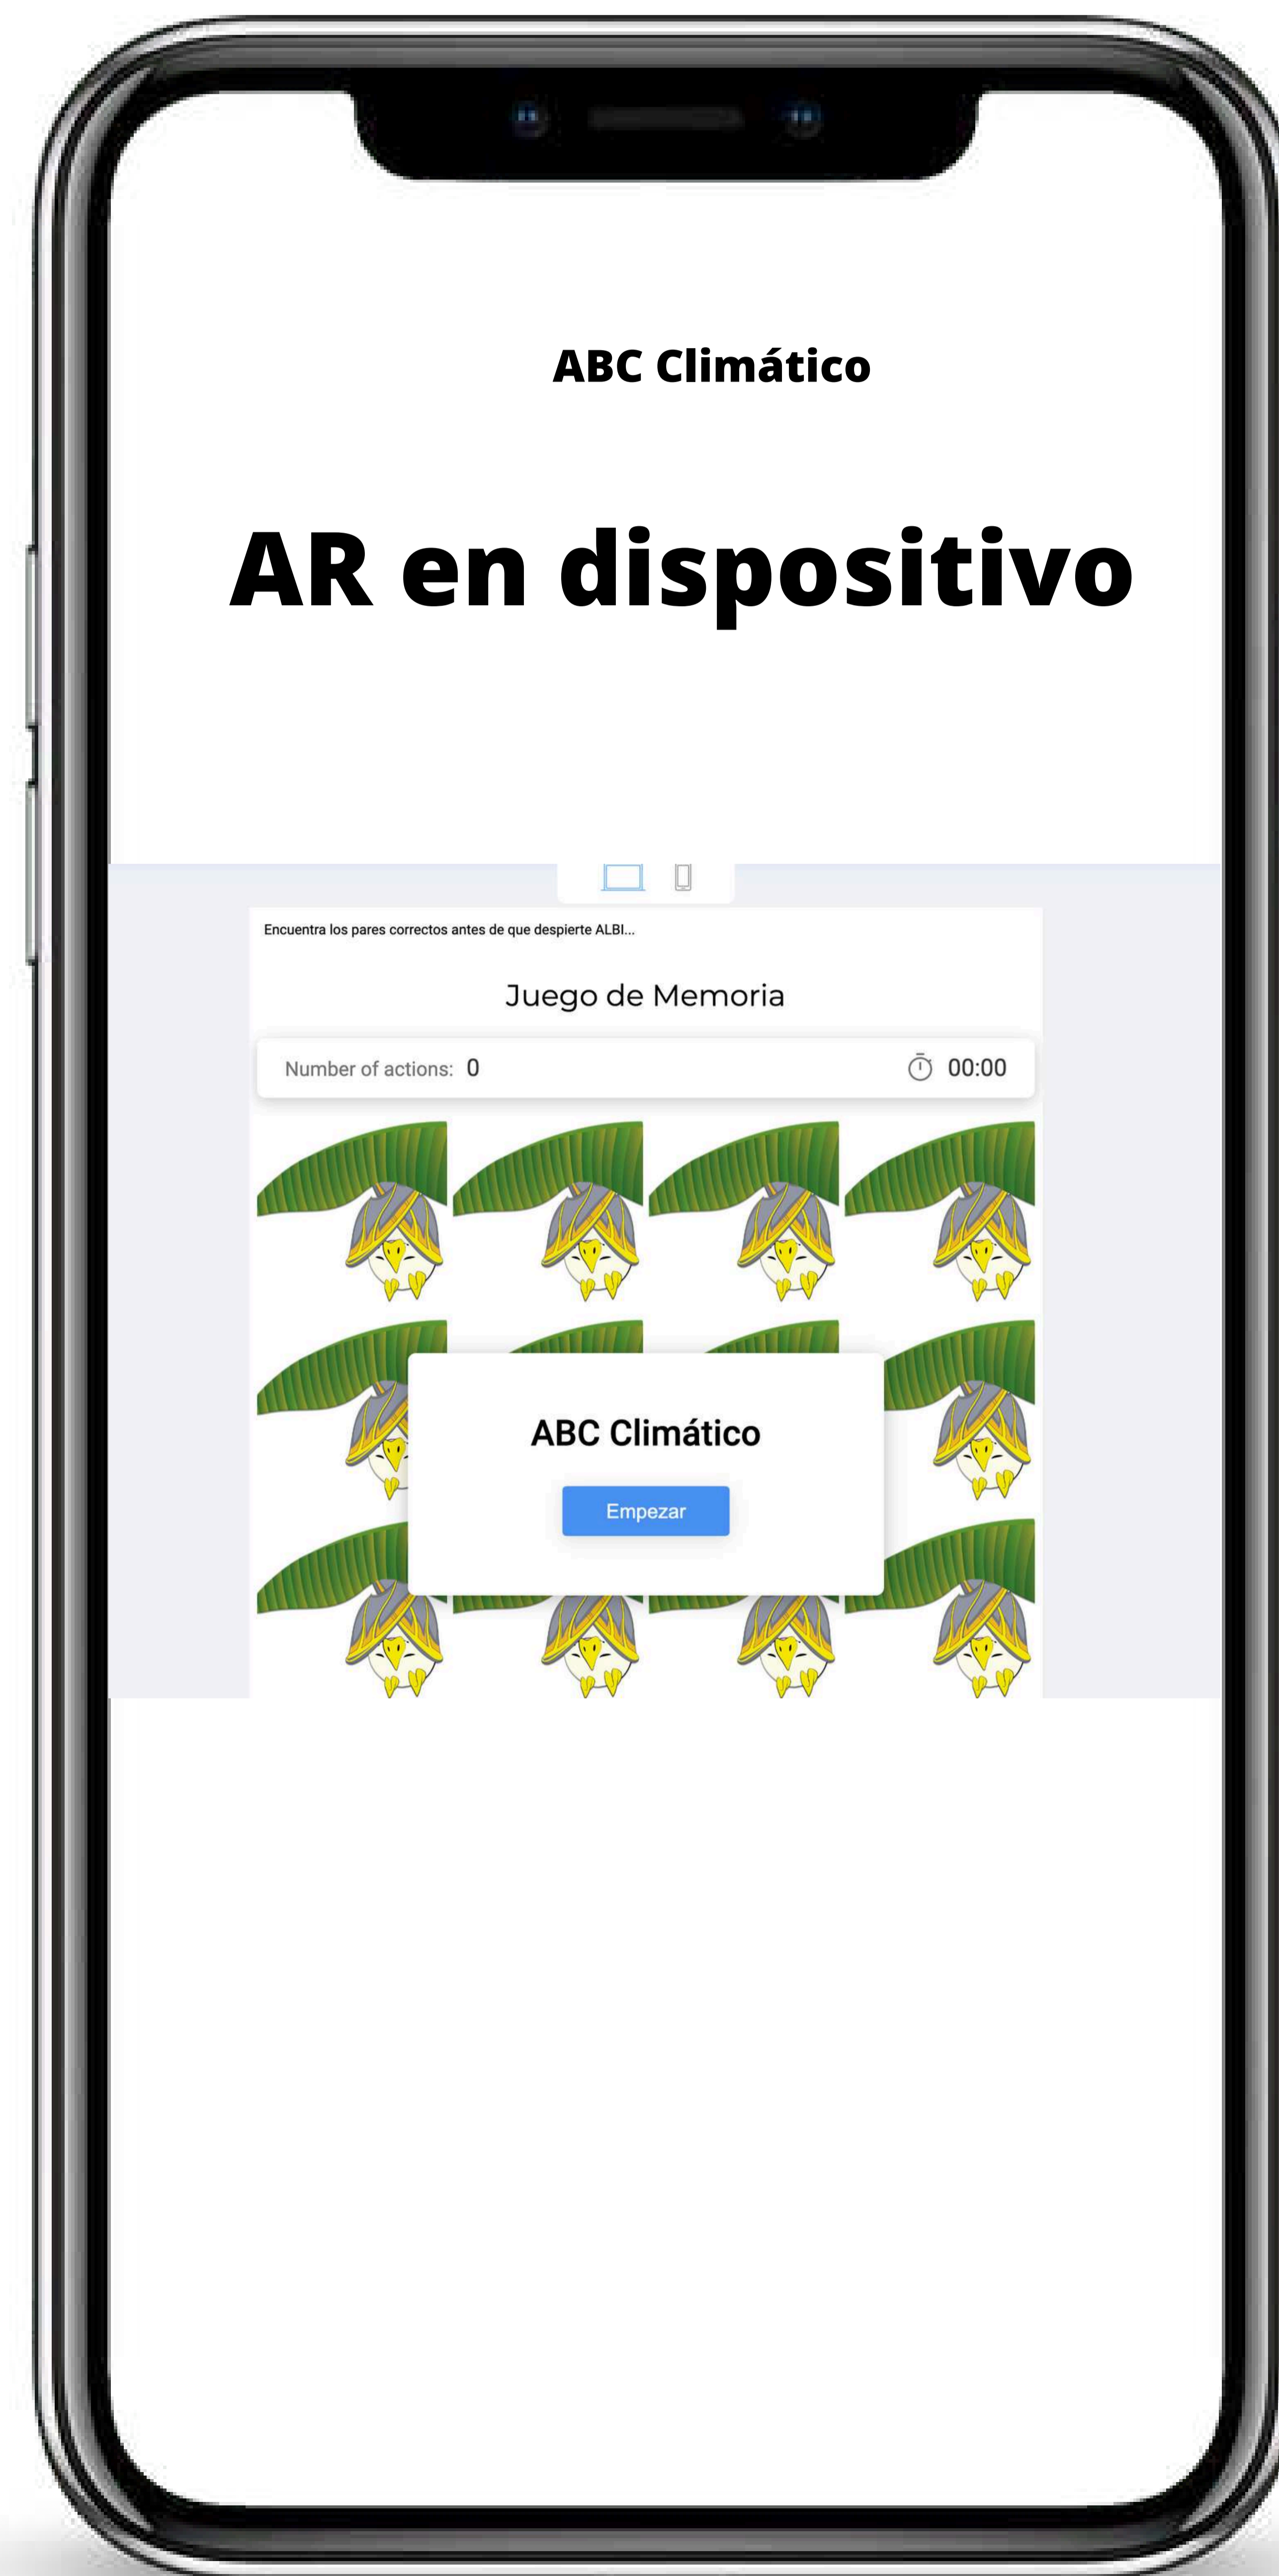 ABC Climático
AR en dispositivo
Encuentra los pares correctos antes de que despierte ALBI...
Juego de Memoria
Number of actions: 0
00:00
ABC Climático
Empezar